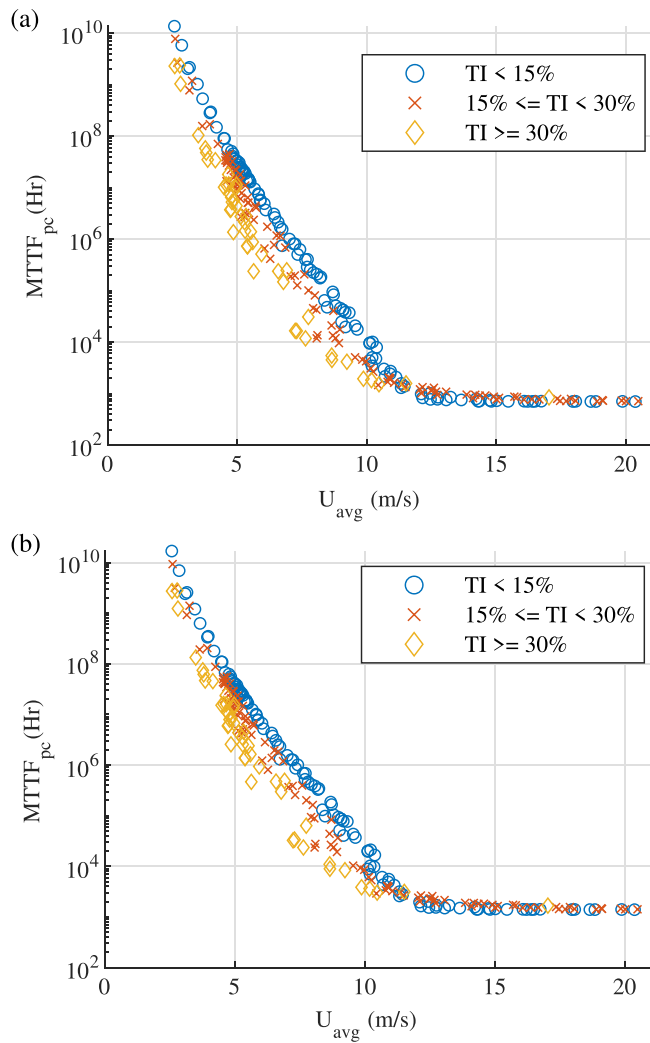 (a)
10^10
10^8
10^6
10^4
10^2
MTTF_pc (Hr)
TI < 15%
15% <= TI < 30%
TI >= 30%
0 5 10 15 20
U_avg (m/s)
(b)
10^10
10^8
10^6
10^4
10^2
MTTF_pc (Hr)
TI < 15%
15% <= TI < 30%
TI >= 30%
0 5 10 15 20
U_avg (m/s)